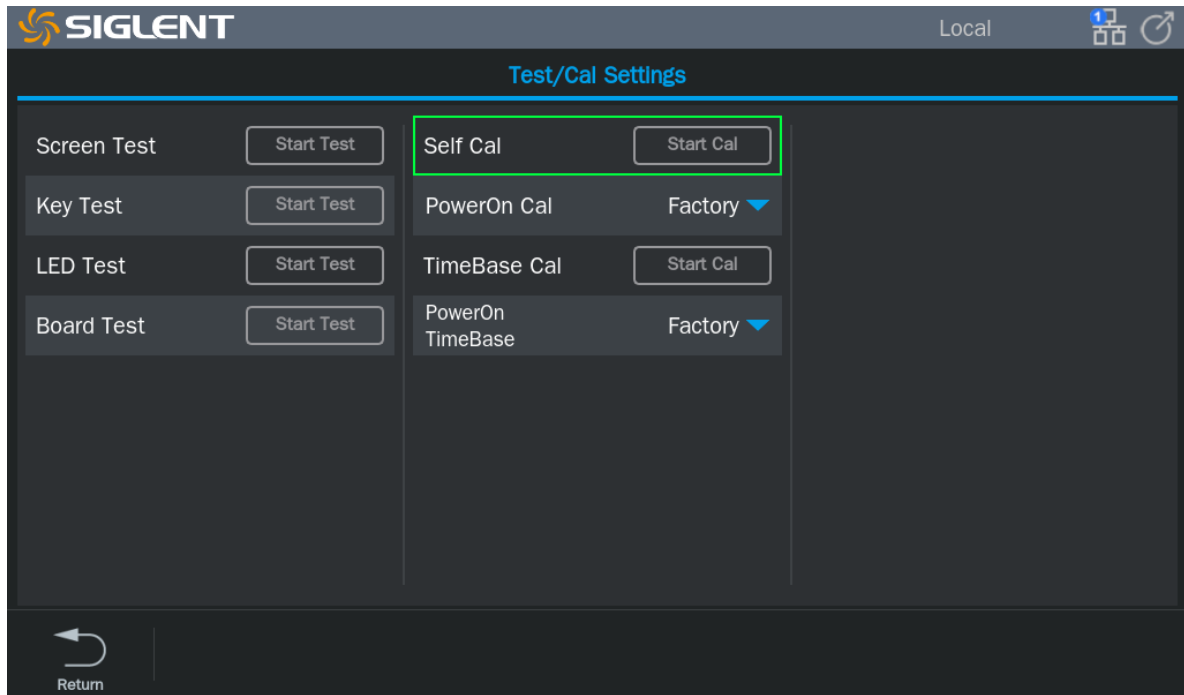 SIGLENT
Local
1
Test/Cal Settings
Screen Test Start Test
Key Test Start Test
LED Test Start Test
Board Test Start Test
Self Cal Start Cal
PowerOn Cal Factory
TimeBase Cal Start Cal
PowerOn
TimeBase Factory
Return